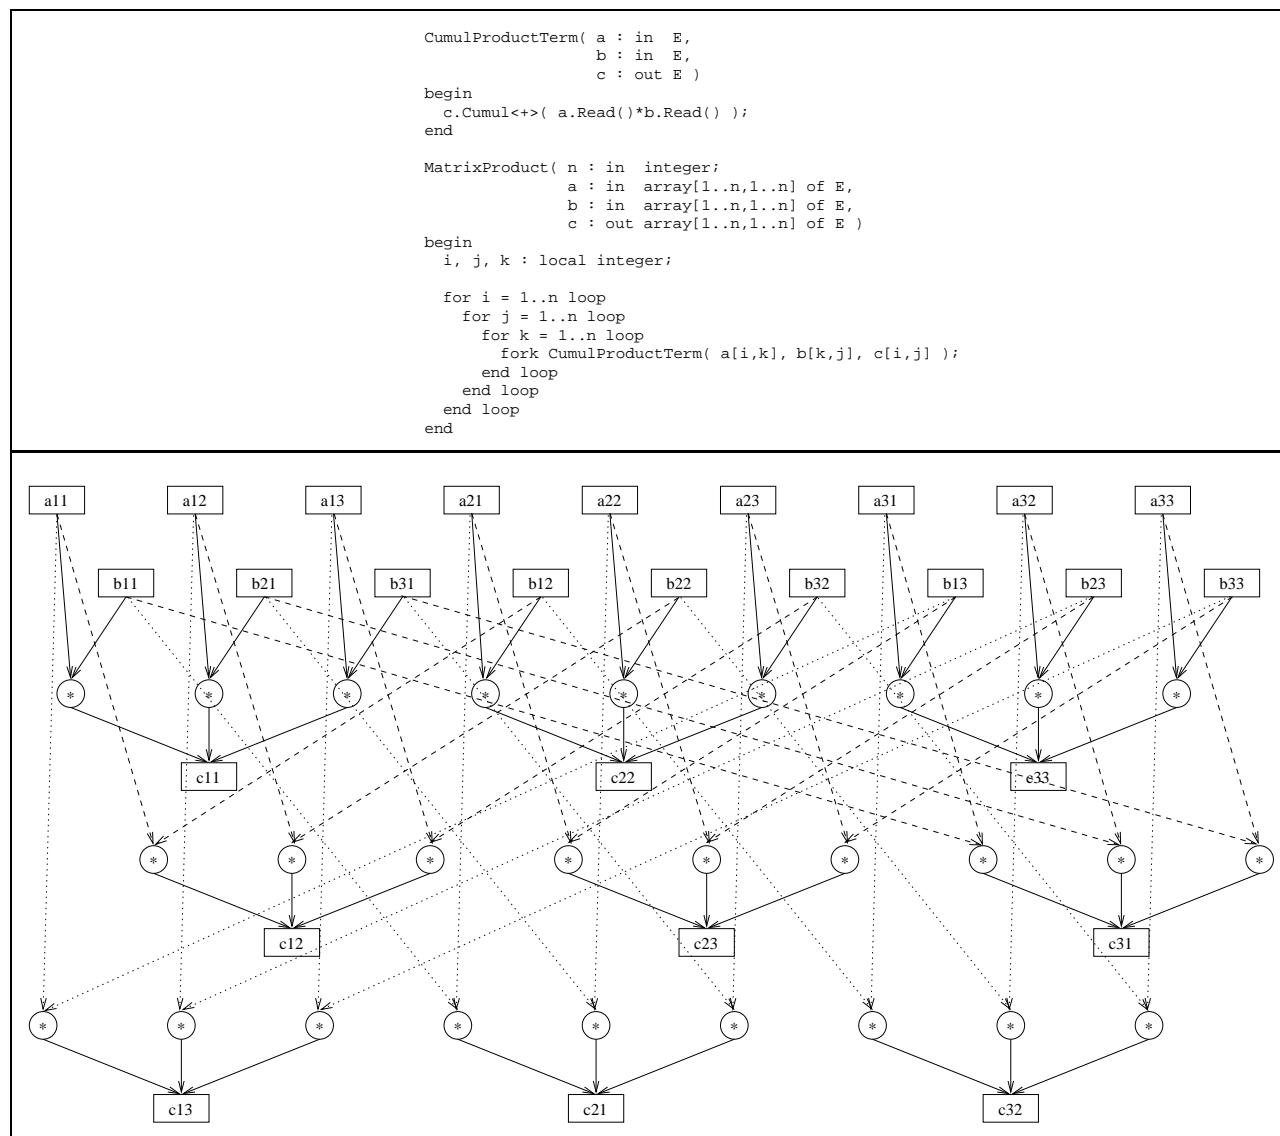 CumulProductTerm( a : in  E,
                  b : in  E,
                  c : out E )
begin
  c.Cumul<+>( a.Read()*b.Read() );
end
MatrixProduct( n : in  integer;
               a : in  array[1..n,1..n] of E,
               b : in  array[1..n,1..n] of E,
               c : out array[1..n,1..n] of E )
begin
  i, j, k : local integer;
  for i = 1..n loop
    for j = 1..n loop
      for k = 1..n loop
        fork CumulProductTerm( a[i,k], b[k,j], c[i,j] );
      end loop
    end loop
  end loop
end
a11 a12 a13 a21 a22 a23 a31 a32 a33
b11 b21 b31 b12 b22 b32 b13 b23 b33
* * * * * * * * *
c11 c22 c33
* * * * * * * * *
c12 c23 c31
* * * * * * * * *
c13 c21 c32